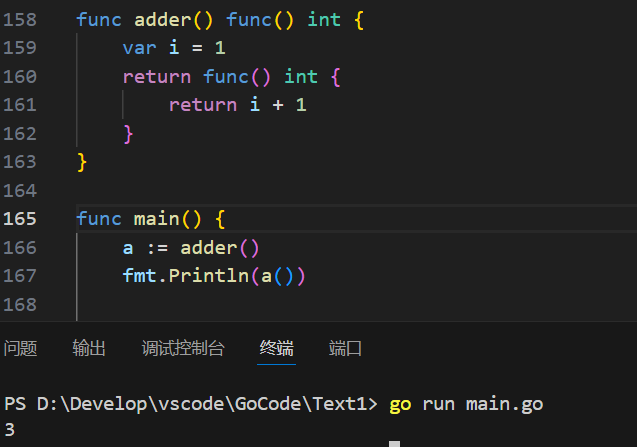 158 func adder() func() int {
159     var i = 1
160     return func() int {
161         return i + 1
162     }
163 }
164
165 func main() {
166     a := adder()
167     fmt.Println(a())
168
问题 输出 调试控制台 终端 端口
PS D:\Develop\vscode\GoCode\Text1> go run main.go
3